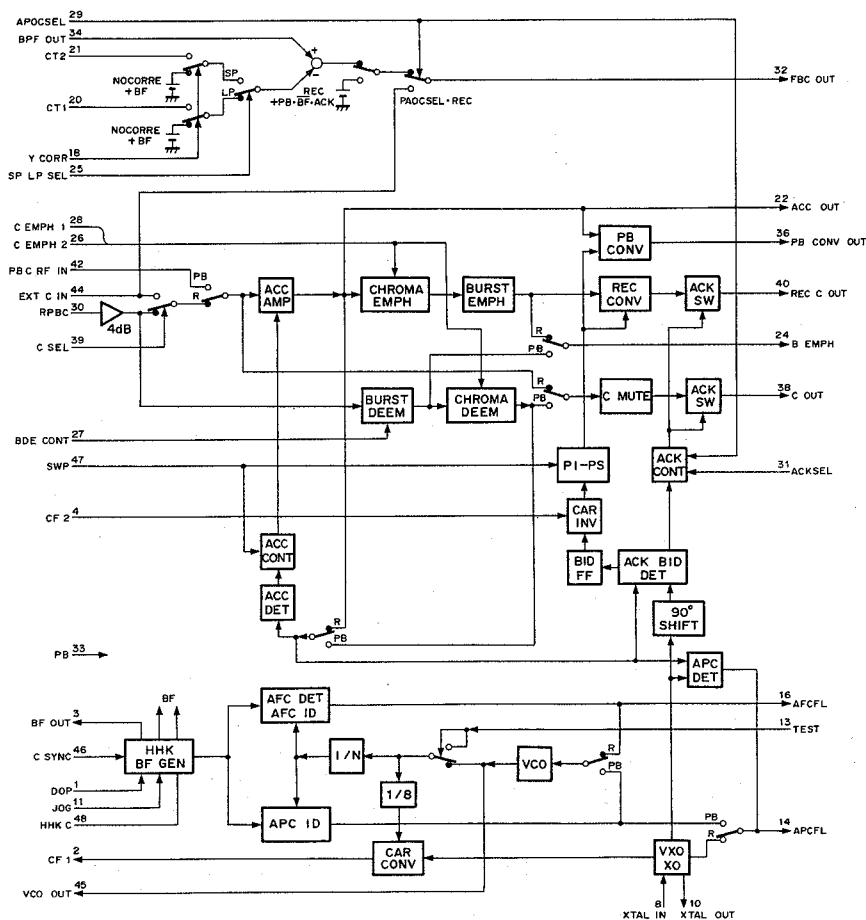 APOCSEL 29
BPF OUT 34
CT2 21
NOCORRE +BF
SP
LP
+
−
REC +PB·BF·ACK
PAOCSEL·REC
32 FBC OUT
CT1 20
NOCORRE +BF
Y CORR 18
SP LP SEL 25
22 ACC OUT
C EMPH 1 28
C EMPH 2 26
PB CONV
36 PB CONV OUT
PBC RF IN 42
PB
EXT C IN 44
R
RPBC 30
4dB
ACC AMP
CHROMA EMPH
BURST EMPH
REC CONV
ACK SW
40 REC C OUT
C SEL 39
R
PB
24 B EMPH
BURST DEEM
CHROMA DEEM
R
PB
C MUTE
ACK SW
38 C OUT
BDE CONT 27
SWP 47
PI-PS
ACK CONT
31 ACKSEL
CF 2 4
CAR INV
ACC CONT
BID FF
ACK BID DET
ACC DET
90° SHIFT
R
PB
PB 33
APC DET
BF OUT 3
BF
AFC DET AFC ID
16 AFCFL
13 TEST
C SYNC 46
HHK BF GEN
1/N
VCO
R
PB
DOP 1
JOG 11
HHK C 48
1/8
APC ID
PB
R
14 APCFL
CF 1 2
CAR CONV
VXO XO
VCO OUT 45
8 XTAL IN
10 XTAL OUT